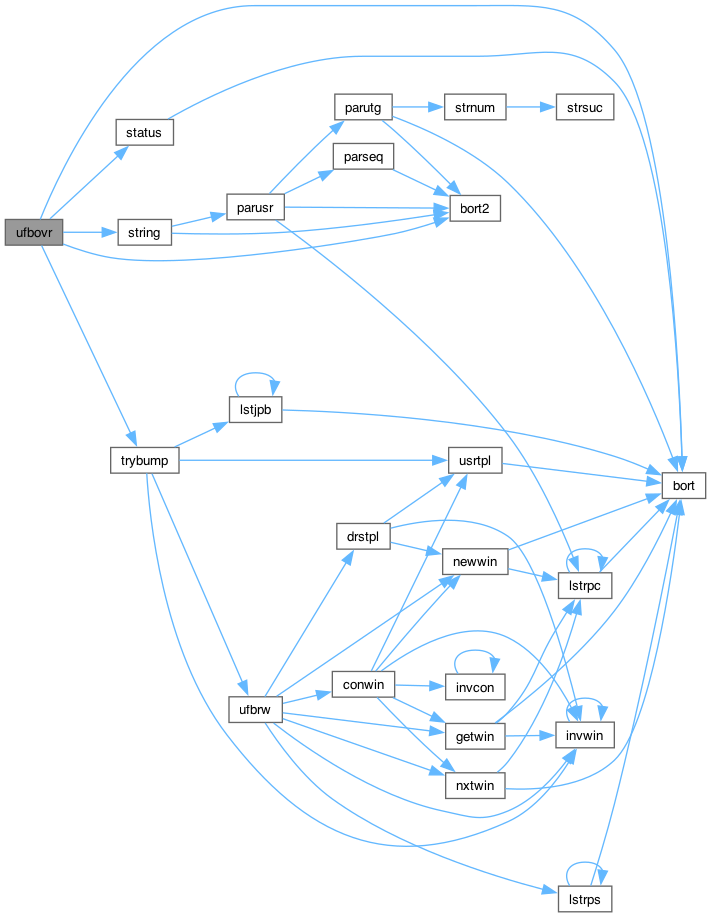 parutg
strnum
strsuc
status
parseq
parusr
bort2
ufbovr
string
lstjpb
trybump
usrtpl
bort
drstpl
newwin
lstrpc
conwin
invcon
ufbrw
getwin
invwin
nxtwin
lstrps